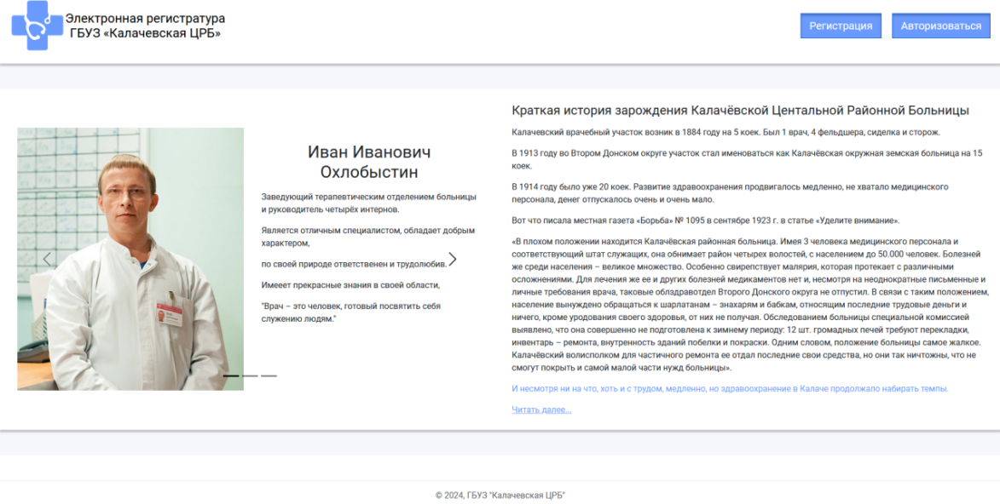 Электронная регистратура
ГБУЗ «Калачевская ЦРБ»
Регистрация
Авторизоваться
Иван Иванович
Охлобыстин
Заведующий терапевтическим отделением больницы
и руководитель четырёх интернов.
Является отличным специалистом, обладает добрым
характером,
по своей природе ответственен и трудолюбив.
Имееет прекрасные знания в своей области,
"Врач – это человек, готовый посвятить себя
служению людям."
Краткая история зарождения Калачёвской Центальной Районной Больницы
Калачевский врачебный участок возник в 1884 году на 5 коек. Был 1 врач, 4 фельдшера, сиделка и сторож.
В 1913 году во Втором Донском округе участок стал именоваться как Калачёвская окружная земская больница на 15
коек.
В 1914 году было уже 20 коек. Развитие здравоохранения продвигалось медленно, не хватало медицинского
персонала, денег отпускалось очень и очень мало.
Вот что писала местная газета «Борьба» № 1095 в сентябре 1923 г. в статье «Уделите внимание».
«В плохом положении находится Калачёвская районная больница. Имея 3 человека медицинского персонала и
соответствующий штат служащих, она обнимает район четырех волостей, с населением до 50.000 человек. Болезней
же среди населения – великое множество. Особенно свирепствует малярия, которая протекает с различными
осложнениями. Для лечения же ее и других болезней медикаментов нет и, несмотря на неоднократные письменные и
личные требования врача, таковые облздравотдел Второго Донского округа не отпустил. В связи с таким положением,
население вынуждено обращаться к шарлатанам – знахарям и бабкам, относящим последние трудовые деньги и
ничего, кроме уродования своего здоровья, от них не получая. Обследованием больницы специальной комиссией
выявлено, что она совершенно не подготовлена к зимнему периоду: 12 шт. громадных печей требуют перекладки,
инвентарь – ремонта, внутренность зданий побелки и покраски. Одним словом, положение больницы самое жалкое.
Калачёвский волисполком для частичного ремонта ее отдал последние свои средства, но они так ничтожны, что не
смогут покрыть и самой малой части нужд больницы».
И несмотря ни на что, хоть и с трудом, медленно, но здравоохранение в Калаче продолжало набирать темпы.
Читать далее...
© 2024, ГБУЗ "Калачевская ЦРБ"